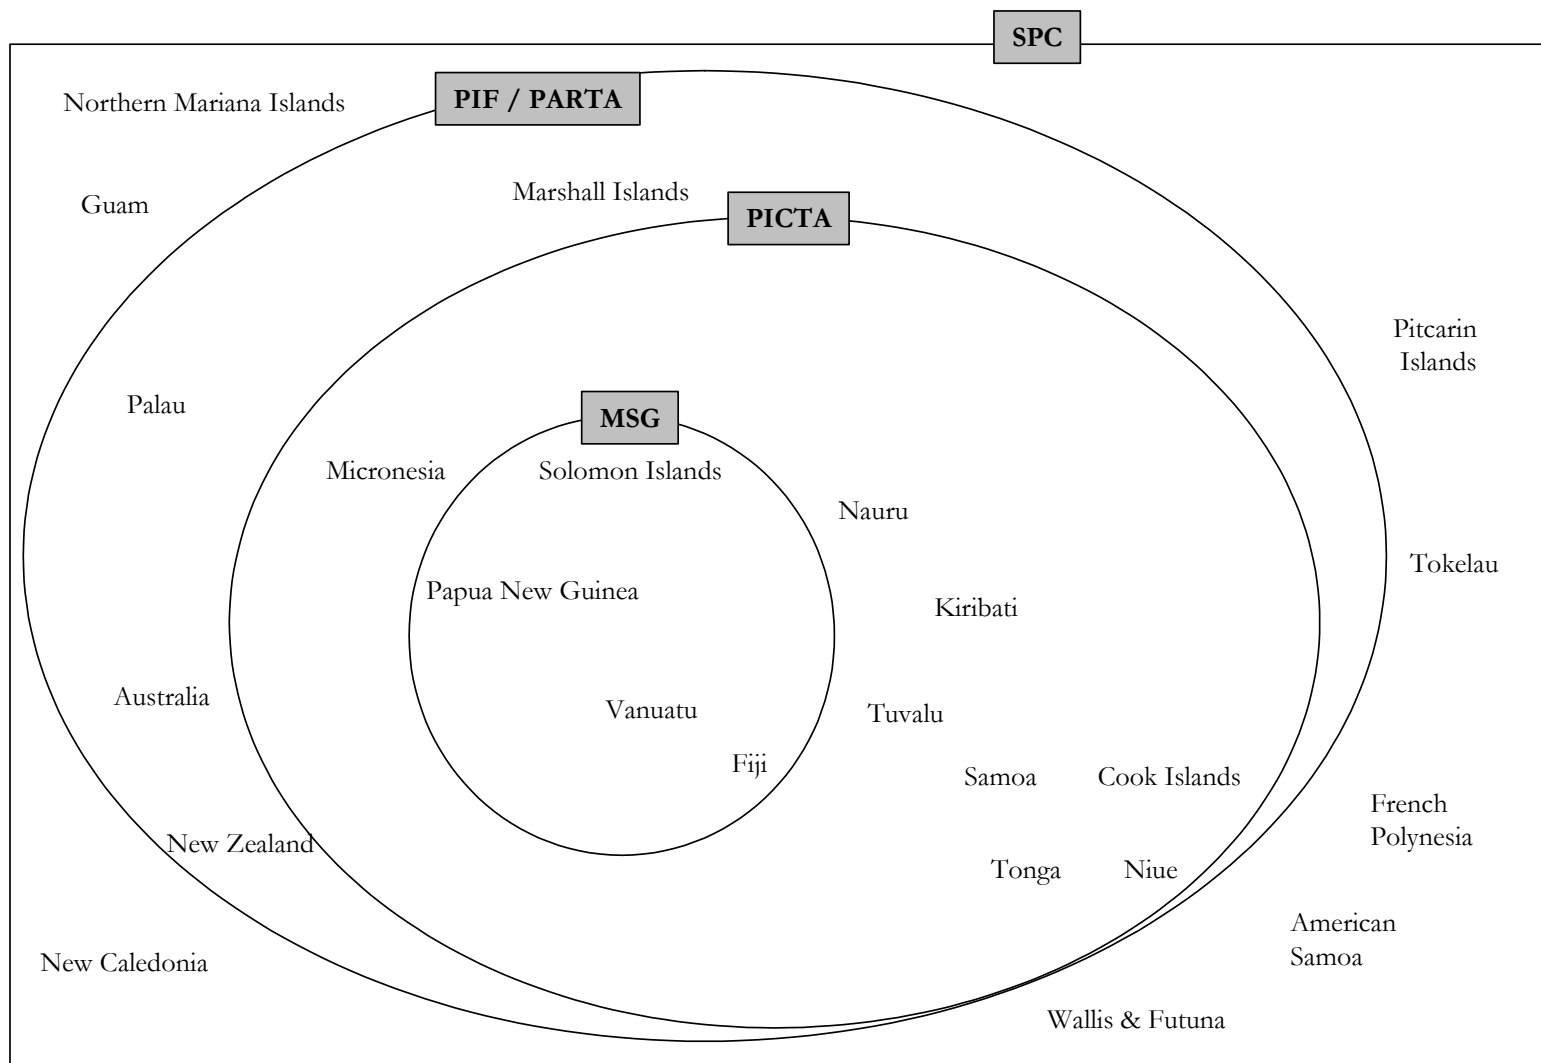 SPC
PIF / PARTA
Northern Mariana Islands
Marshall Islands
Guam
PICTA
Pitcarin
Islands
Palau
MSG
Micronesia
Solomon Islands
Nauru
Tokelau
Papua New Guinea
Kiribati
Australia
Vanuatu
Tuvalu
Fiji
Samoa
Cook Islands
French
Polynesia
New Zealand
Tonga
Niue
American
Samoa
New Caledonia
Wallis & Futuna